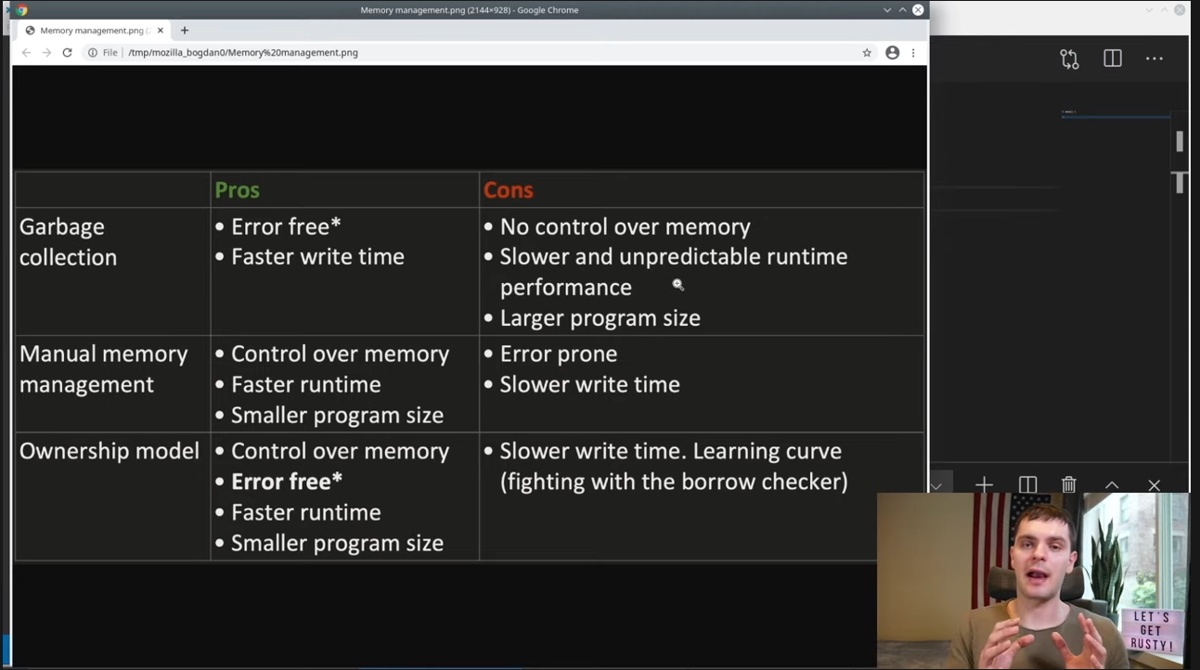 Memory management.png (2144×928) - Google Chrome
Memory management.png (
File | /tmp/mozilla_bogdan0/Memory%20management.png
Pros
Cons
Garbage
collection
• Error free*
• Faster write time
• No control over memory
• Slower and unpredictable runtime
performance
• Larger program size
Manual memory
management
• Control over memory
• Faster runtime
• Smaller program size
• Error prone
• Slower write time
Ownership model
• Control over memory
• Error free*
• Faster runtime
• Smaller program size
• Slower write time. Learning curve
(fighting with the borrow checker)
LET'S
GET
RUSTY!